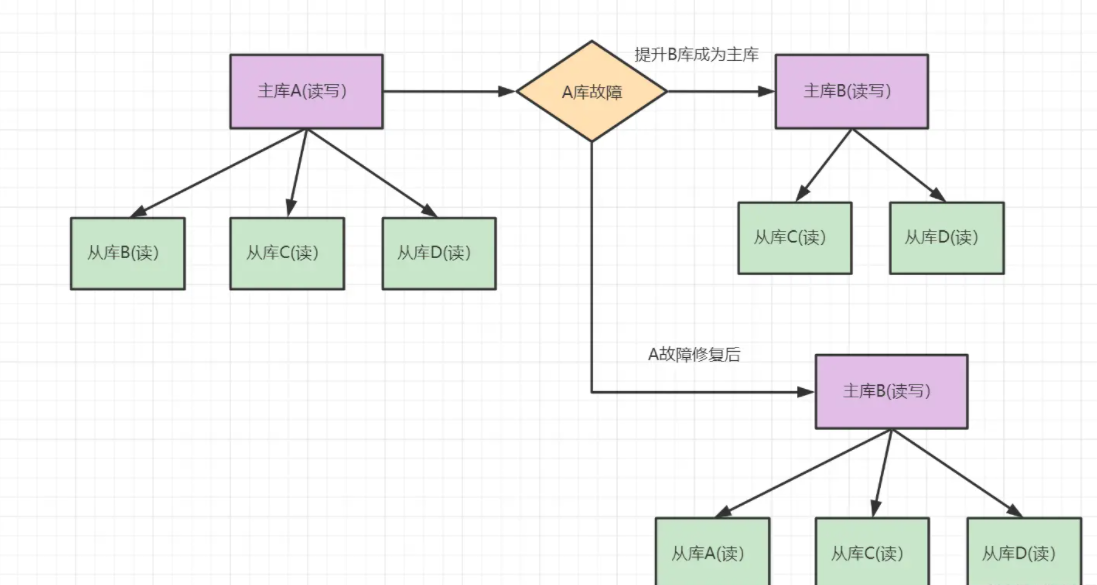 提升B库成为主库
主库A(读写)
A库故障
主库B(读写)
从库B(读)
从库C(读)
从库D(读)
从库C(读)
从库D(读)
A故障修复后
主库B(读写)
从库A(读)
从库C(读)
从库D(读)